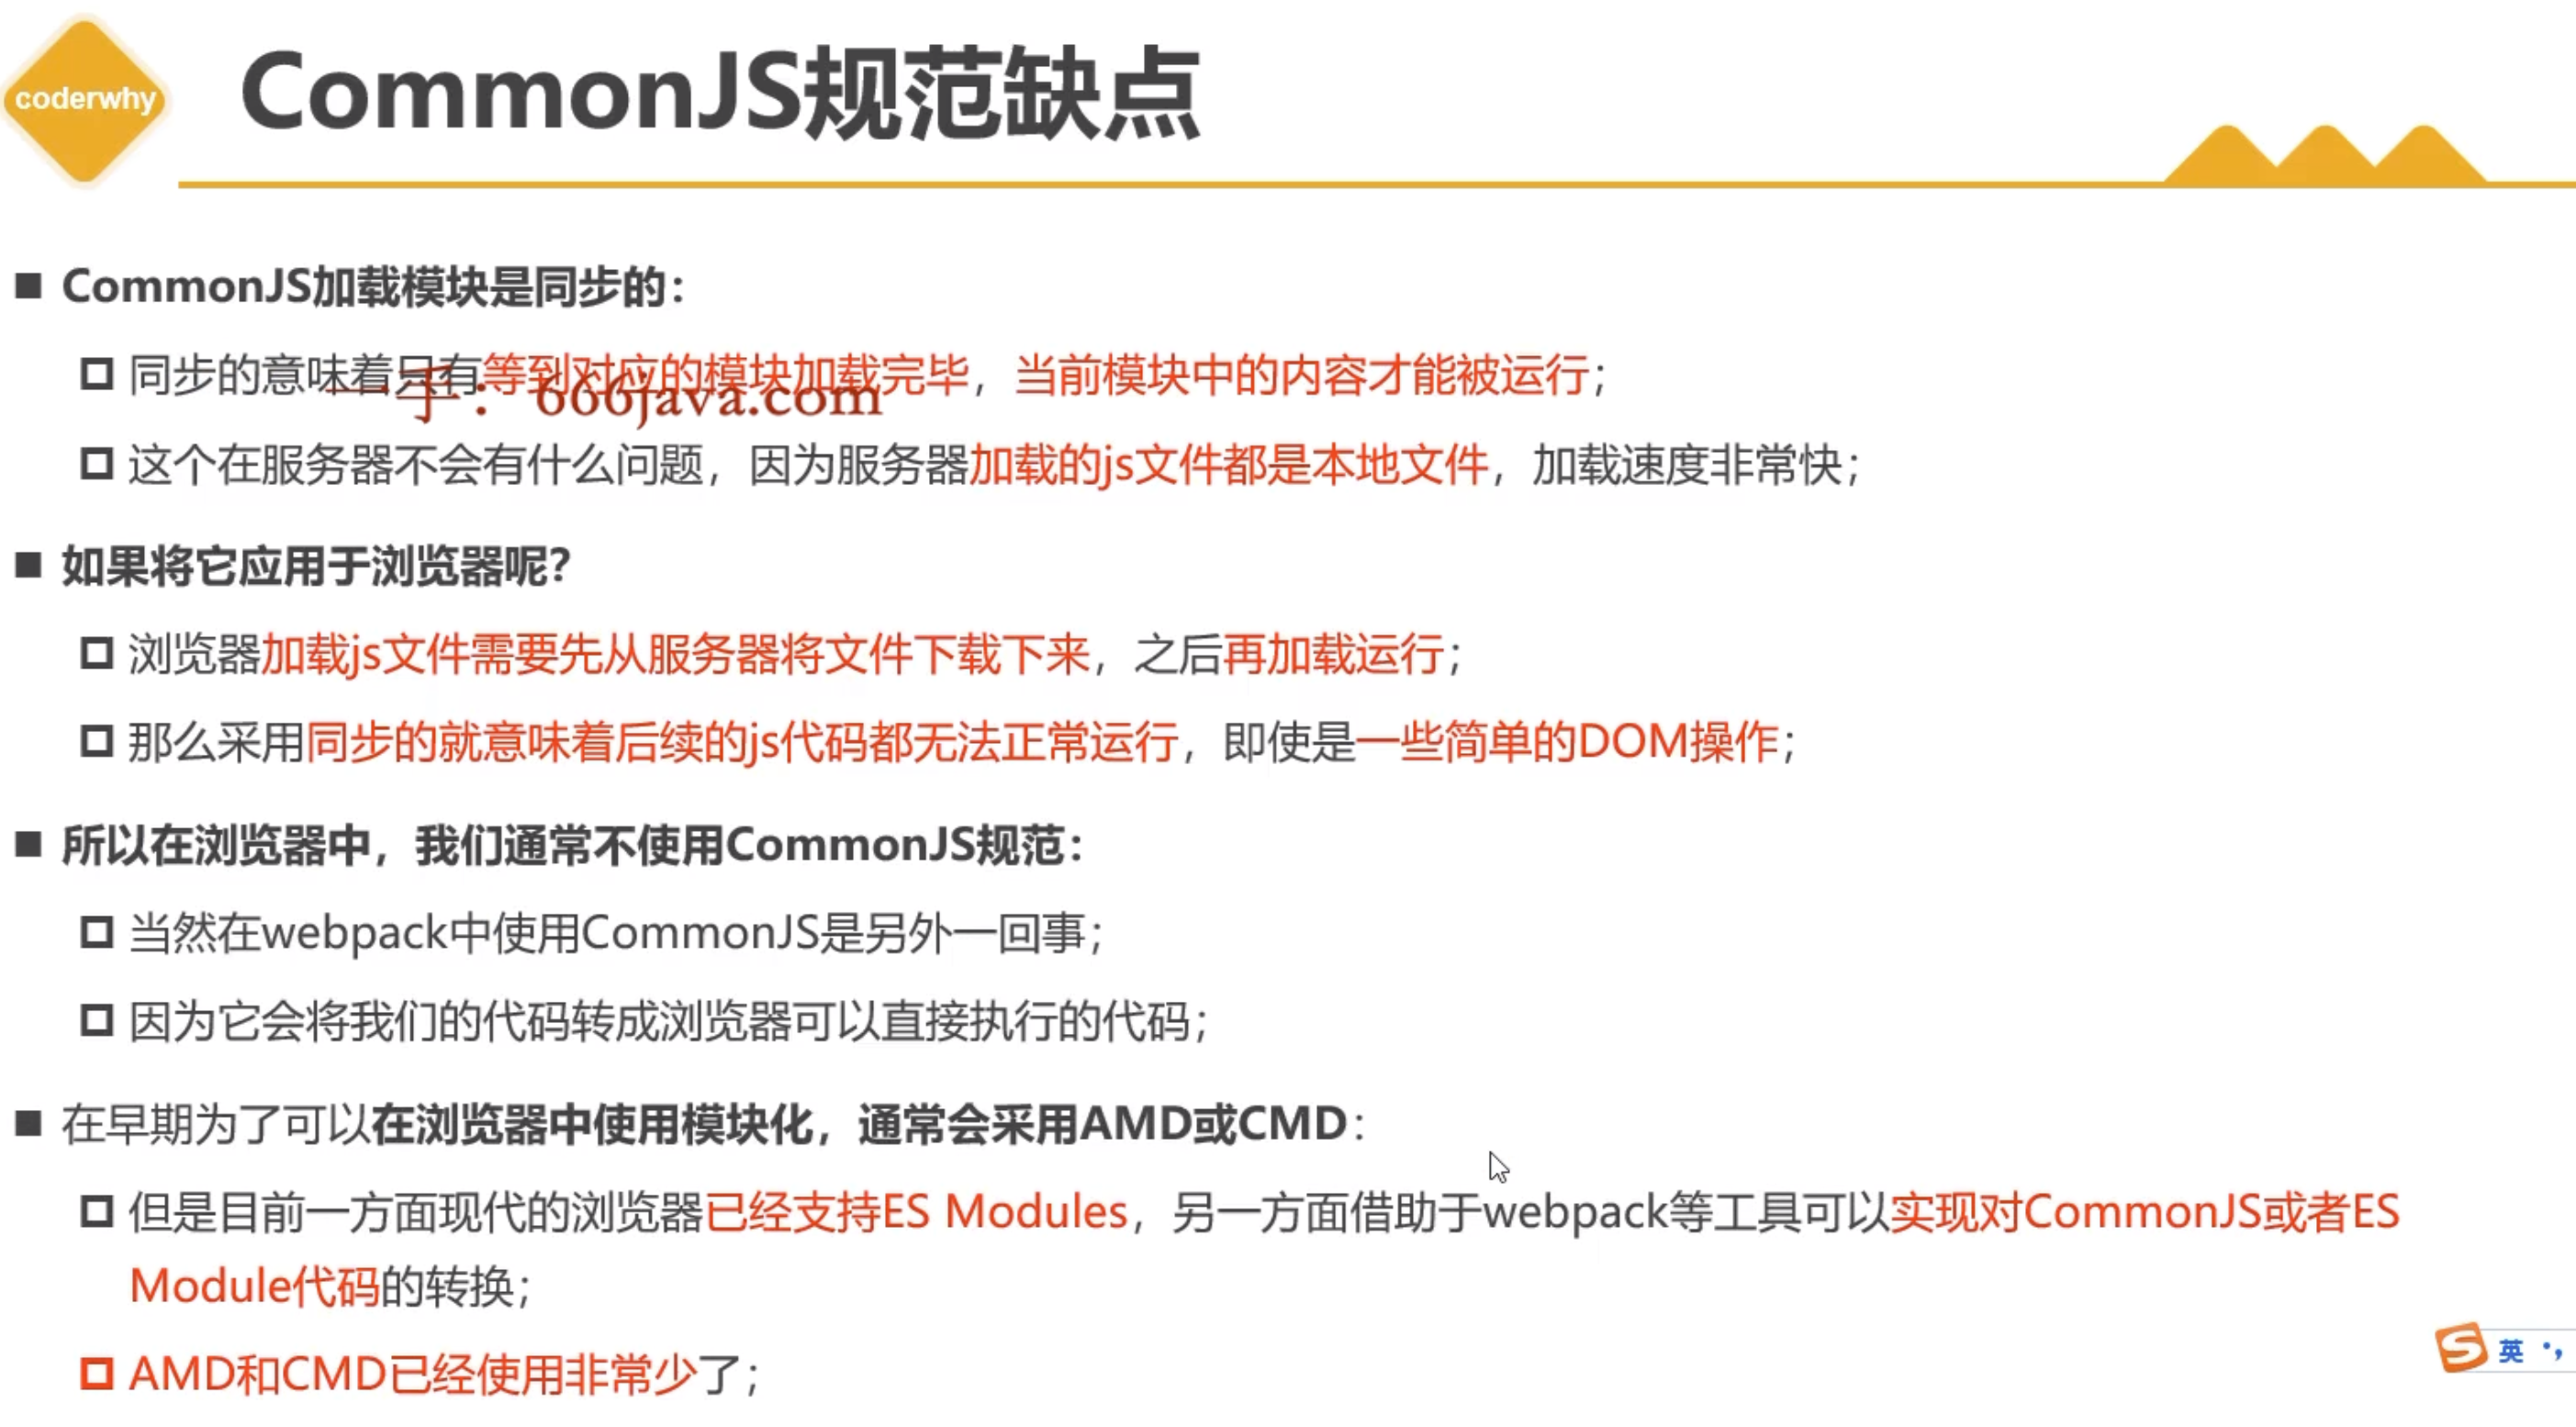 coderwhy
CommonJS规范缺点
CommonJS加载模块是同步的：
同步的意味着只有等到对应的模块加载完毕，当前模块中的内容才能被运行；
一手：666java.com
这个在服务器不会有什么问题，因为服务器加载的js文件都是本地文件，加载速度非常快；
如果将它应用于浏览器呢？
浏览器加载js文件需要先从服务器将文件下载下来，之后再加载运行；
那么采用同步的就意味着后续的js代码都无法正常运行，即使是一些简单的DOM操作；
所以在浏览器中，我们通常不使用CommonJS规范：
当然在webpack中使用CommonJS是另外一回事；
因为它会将我们的代码转成浏览器可以直接执行的代码；
在早期为了可以在浏览器中使用模块化，通常会采用AMD或CMD：
但是目前一方面现代的浏览器已经支持ES Modules，另一方面借助于webpack等工具可以实现对CommonJS或者ES
Module代码的转换；
AMD和CMD已经使用非常少了；
英